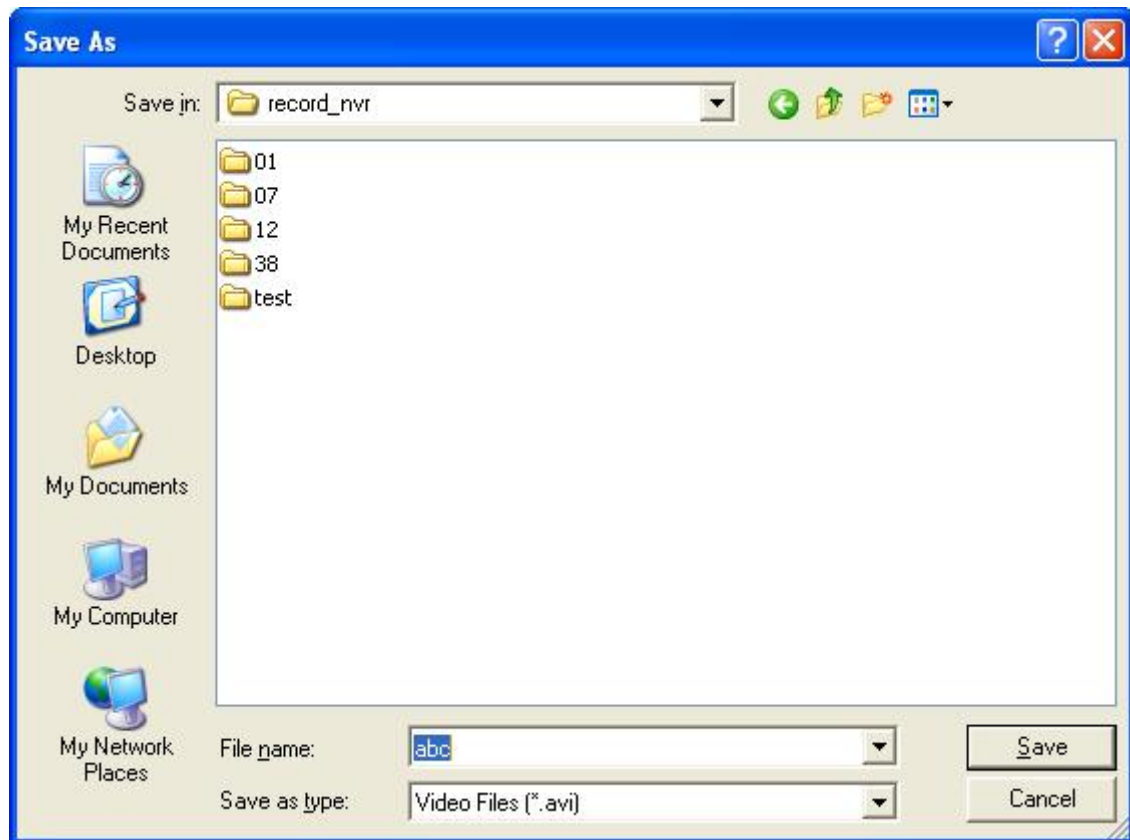 Save As
Save in:
record_nvr
01
07
12
38
test
My Recent
Documents
Desktop
My Documents
My Computer
My Network
Places
File name:
abc
Save
Save as type:
Video Files (*.avi)
Cancel